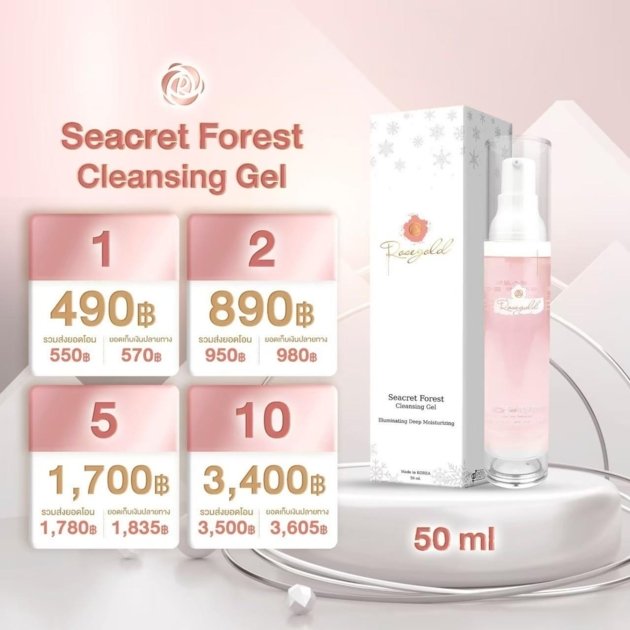 Seacret Forest
Cleansing Gel
1
490฿
รวมส่งยอดโอน
550฿
ยอดเก็บเงินปลายทาง
570฿
2
890฿
รวมส่งยอดโอน
950฿
ยอดเก็บเงินปลายทาง
980฿
5
1,700฿
รวมส่งยอดโอน
1,780฿
ยอดเก็บเงินปลายทาง
1,835฿
10
3,400฿
รวมส่งยอดโอน
3,500฿
ยอดเก็บเงินปลายทาง
3,605฿
Rosegold
Seacret Forest
Cleansing Gel
Illuminating Deep Moisturizing
Made in KOREA
50 ml
Rosegold
50 ml